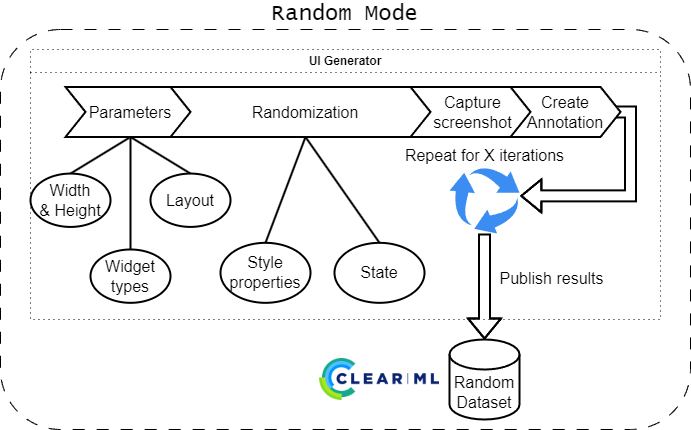 Random Mode
UI Generator
Parameters
Randomization
Capture
screenshot
Create
Annotation
Repeat for X iterations
Width
& Height
Layout
Widget
types
Style
properties
State
Publish results
CLEAR|ML
Random
Dataset